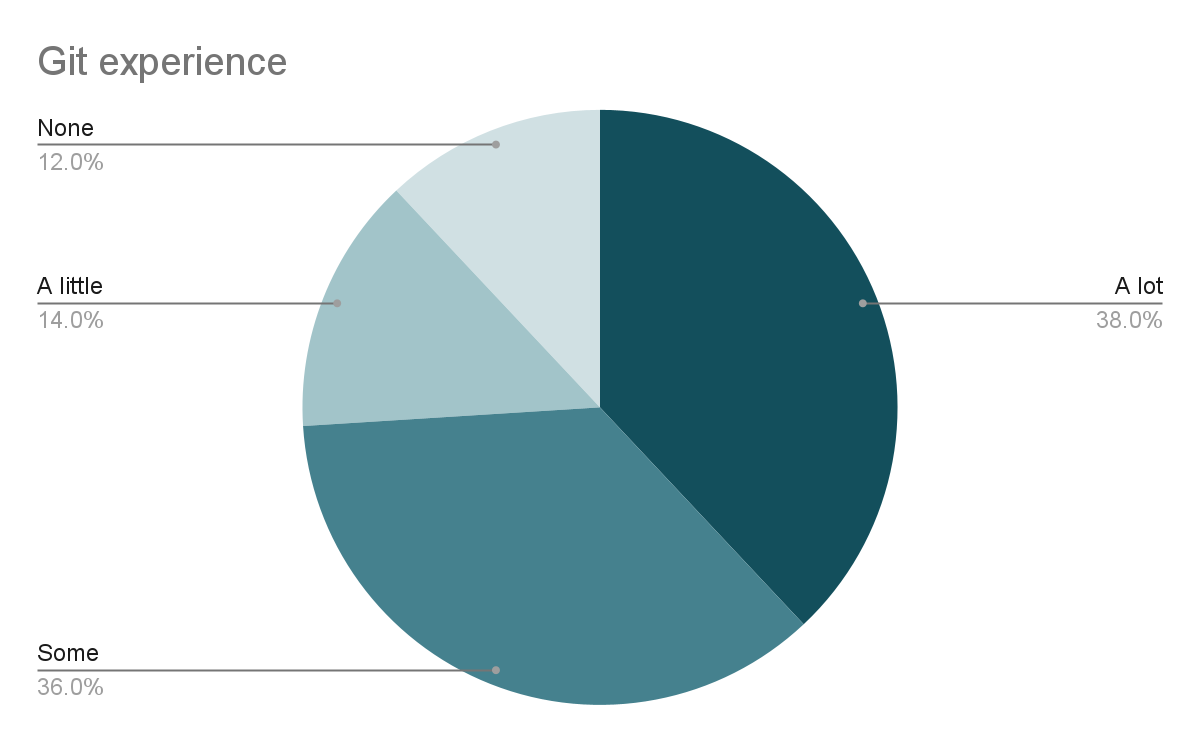 Git experience
None
12.0%
A little
14.0%
A lot
38.0%
Some
36.0%